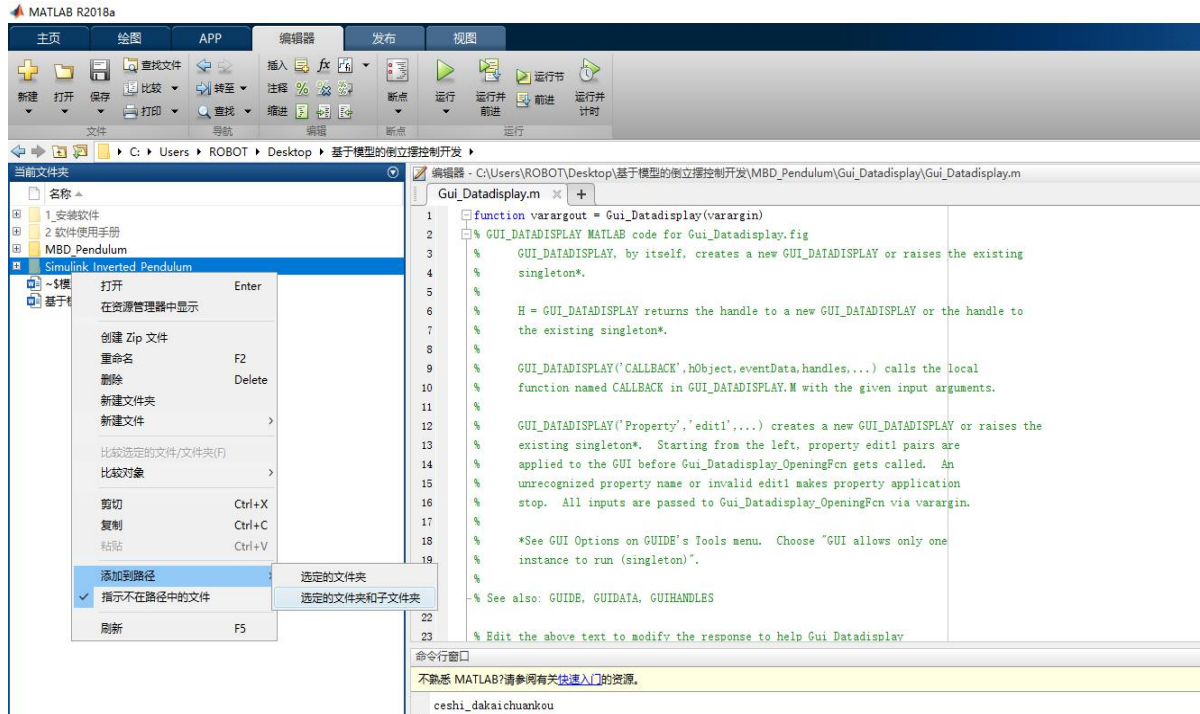 MATLAB R2018a
主页 绘图 APP 编辑器 发布 视图
新建 打开 保存 查找文件 比较 打印 转至 查找 插入 fx 注释 缩进 断点 运行 运行并前进 运行节 前进 运行并计时
文件 导航 编辑 断点 运行
C: Users ROBOT Desktop 基于模型的倒立摆控制开发
当前文件夹
名称
1_安装软件
2 软件使用手册
MBD_Pendulum
Simulink_Inverted_Pendulum
~$模
基于模
打开 Enter
在资源管理器中显示
创建 Zip 文件
重命名 F2
删除 Delete
新建文件夹
新建文件
比较选定的文件/文件夹(F)
比较对象
剪切 Ctrl+X
复制 Ctrl+C
粘贴 Ctrl+V
添加到路径
指示不在路径中的文件
刷新 F5
选定的文件夹
选定的文件夹和子文件夹
编辑器 - C:\Users\ROBOT\Desktop\基于模型的倒立摆控制开发\MBD_Pendulum\Gui_Datadisplay\Gui_Datadisplay.m
Gui_Datadisplay.m
1 function varargout = Gui_Datadisplay(varargin)
2 % GUI_DATADISPLAY MATLAB code for Gui_Datadisplay.fig
3 % GUI_DATADISPLAY, by itself, creates a new GUI_DATADISPLAY or raises the existing
4 % singleton*.
5 %
6 % H = GUI_DATADISPLAY returns the handle to a new GUI_DATADISPLAY or the handle to
7 % the existing singleton*.
8 %
9 % GUI_DATADISPLAY('CALLBACK',hObject,eventData,handles,...) calls the local
10 % function named CALLBACK in GUI_DATADISPLAY.M with the given input arguments.
11 %
12 % GUI_DATADISPLAY('Property','edit1',...) creates a new GUI_DATADISPLAY or raises the
13 % existing singleton*. Starting from the left, property edit1 pairs are
14 % applied to the GUI before Gui_Datadisplay_OpeningFcn gets called. An
15 % unrecognized property name or invalid edit1 makes property application
16 % stop. All inputs are passed to Gui_Datadisplay_OpeningFcn via varargin.
17 %
18 % *See GUI Options on GUIDE's Tools menu. Choose "GUI allows only one
19 % instance to run (singleton)".
%
% See also: GUIDE, GUIDATA, GUIHANDLES
22
23 % Edit the above text to modify the response to help Gui_Datadisplay
命令行窗口
不熟悉 MATLAB?请参阅有关快速入门的资源。
ceshi_dakaichuankou